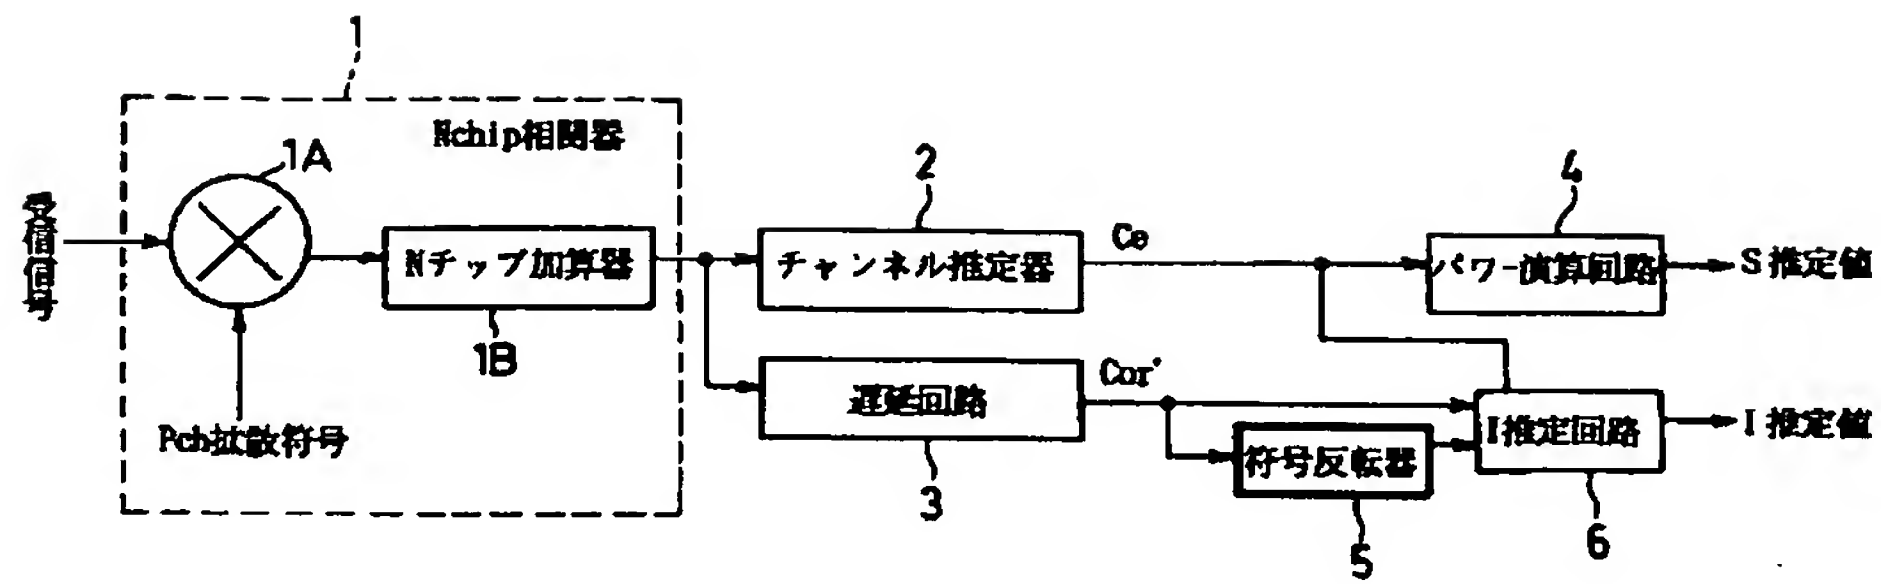 1
Nchip相関器
1A
受信信号
Nチップ加算器
1B
Pch拡散符号
2
チャンネル推定器
Ce
4
パワー演算回路
S推定値
遅延回路
3
Cor'
符号反転器
5
I推定回路
6
I推定値